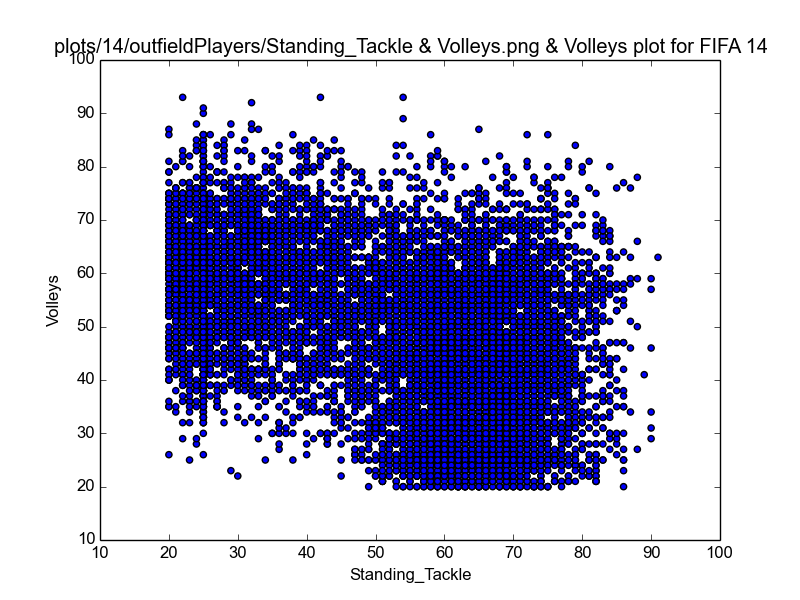 plots/14/outfieldPlayers/Standing_Tackle & Volleys.png & Volleys plot for FIFA 14
100
90
80
70
60
50
40
30
20
10
Volleys
10 20 30 40 50 60 70 80 90 100
Standing_Tackle